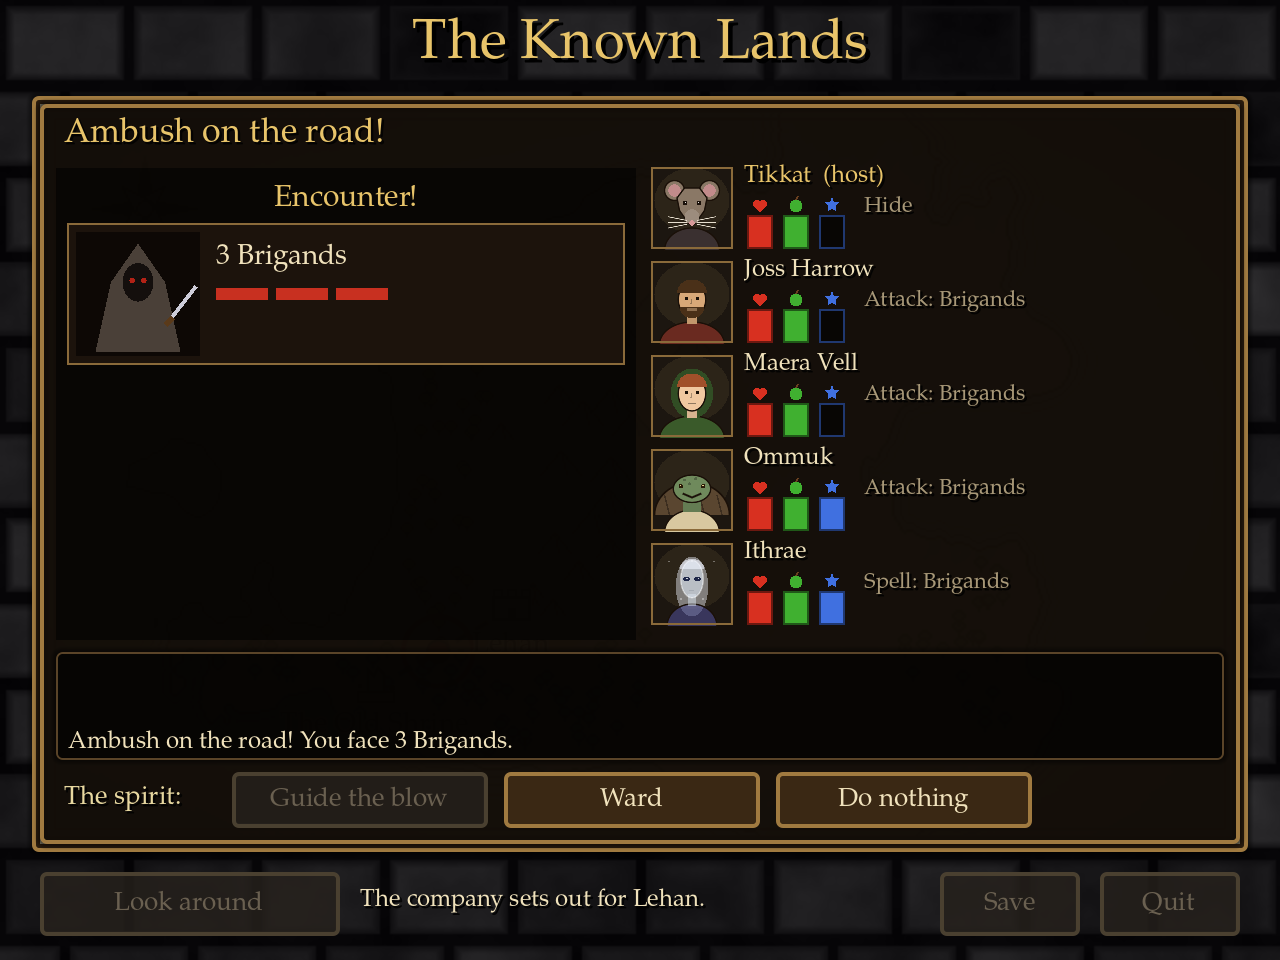 The Known Lands
Ambush on the road!
Encounter!
3 Brigands
Tikkat (host)
Hide
Joss Harrow
Attack: Brigands
Maera Vell
Attack: Brigands
Ommuk
Attack: Brigands
Ithrae
Spell: Brigands
Ambush on the road! You face 3 Brigands.
The spirit:
Guide the blow
Ward
Do nothing
Look around
The company sets out for Lehan.
Save
Quit